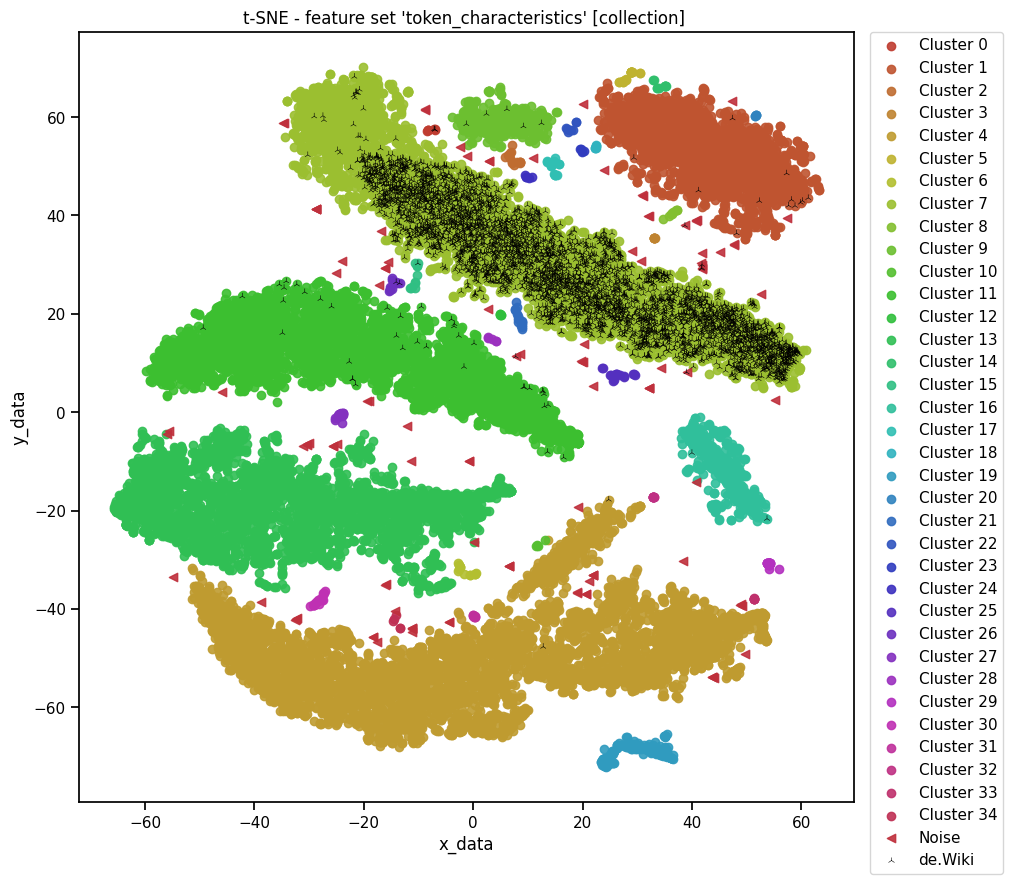 t-SNE - feature set 'token_characteristics' [collection]
60
40
20
0
−20
−40
−60
y_data
−60
−40
−20
0
20
40
60
x_data
Cluster 0
Cluster 1
Cluster 2
Cluster 3
Cluster 4
Cluster 5
Cluster 6
Cluster 7
Cluster 8
Cluster 9
Cluster 10
Cluster 11
Cluster 12
Cluster 13
Cluster 14
Cluster 15
Cluster 16
Cluster 17
Cluster 18
Cluster 19
Cluster 20
Cluster 21
Cluster 22
Cluster 23
Cluster 24
Cluster 25
Cluster 26
Cluster 27
Cluster 28
Cluster 29
Cluster 30
Cluster 31
Cluster 32
Cluster 33
Cluster 34
Noise
de.Wiki